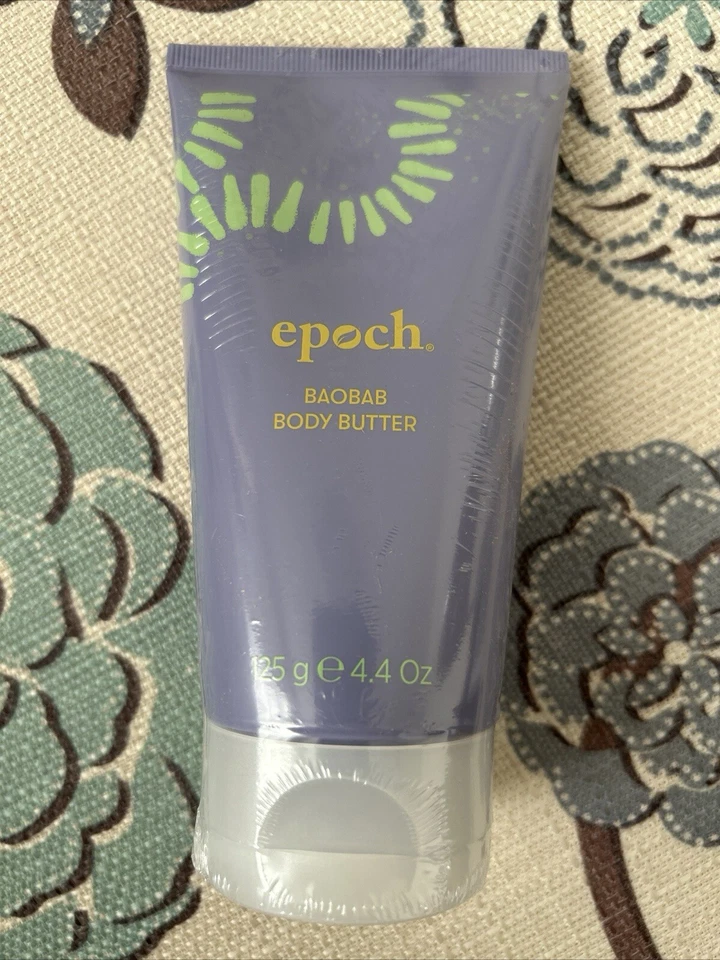 epoch®
BAOBAB
BODY BUTTER
125 g ℮ 4.4 Oz